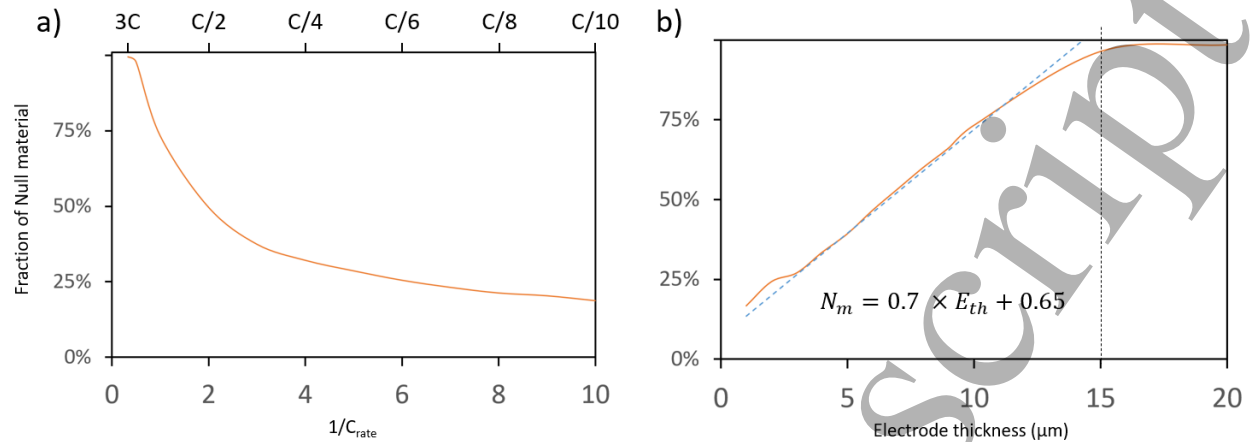 a)
3C C/2 C/4 C/6 C/8 C/10
Fraction of Null material
75%
50%
25%
0%
0 2 4 6 8 10
1/C_rate
b)
75%
50%
25%
0%
N_m = 0.7 × E_th + 0.65
0 5 10 15 20
Electrode thickness (µm)
script